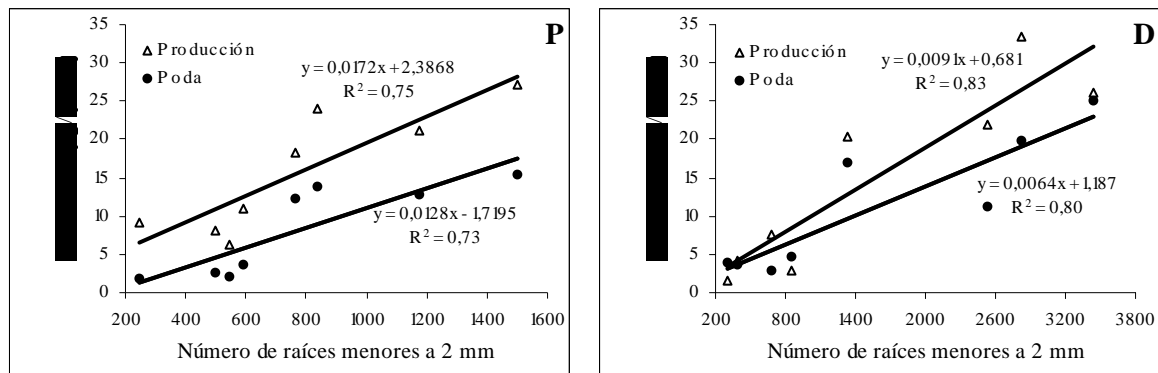 P
Producción
Poda
y = 0,0172x + 2,3868
R² = 0,75
y = 0,0128x - 1,7195
R² = 0,73
35
30
25
20
15
10
5
0
200 400 600 800 1000 1200 1400 1600
Número de raíces menores a 2 mm
D
Producción
Poda
y = 0,0091x + 0,681
R² = 0,83
y = 0,0064x + 1,187
R² = 0,80
35
30
25
20
15
10
5
0
200 800 1400 2000 2600 3200 3800
Número de raíces menores a 2 mm